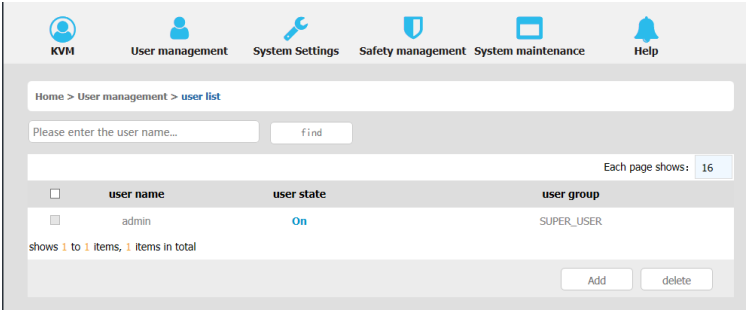 KVM User management System Settings Safety management System maintenance Help
Home > User management > user list
Please enter the user name... find
Each page shows: 16
user name user state user group
admin On SUPER_USER
shows 1 to 1 items, 1 items in total
Add delete